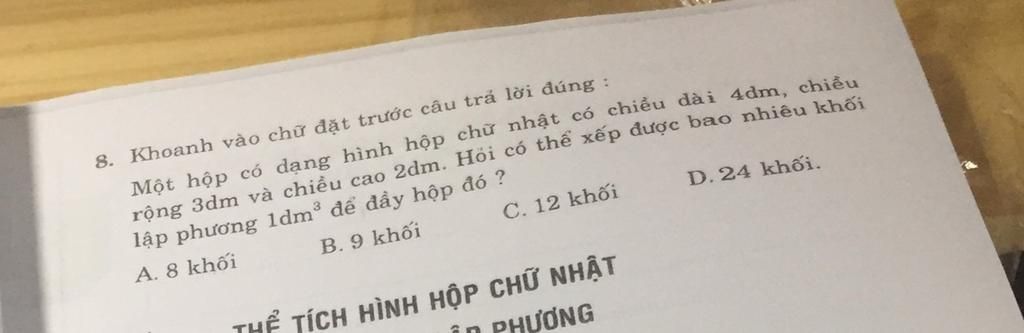 8. Khoanh vào chữ đặt trước câu trả lời đúng :
Một hộp có dạng hình hộp chữ nhật có chiều dài 4dm, chiều
rộng 3dm và chiều cao 2dm. Hỏi có thể xếp được bao nhiêu khối
lập phương 1dm³ để đầy hộp đó ?
A. 8 khối B. 9 khối C. 12 khối D. 24 khối.
THỂ TÍCH HÌNH HỘP CHỮ NHẬT
PHƯƠNG